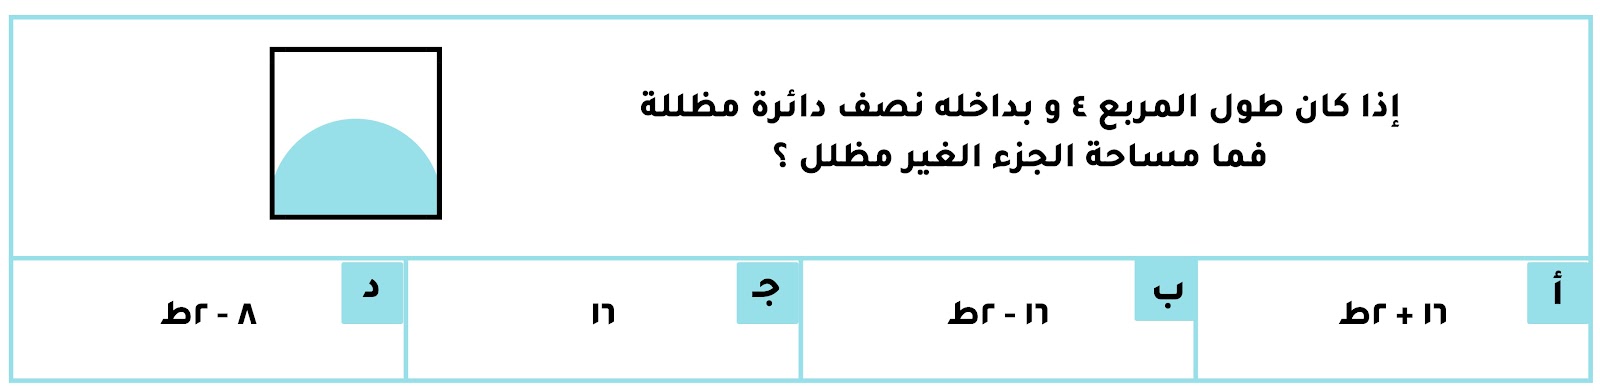 إذا كان طول المربع ٤ و بداخله نصف دائرة مظللة
فما مساحة الجزء الغير مظلل ؟
أ
١٦ + ٢ط
ب
١٦ - ٢ط
جـ
١٦
د
٨ - ٢ط